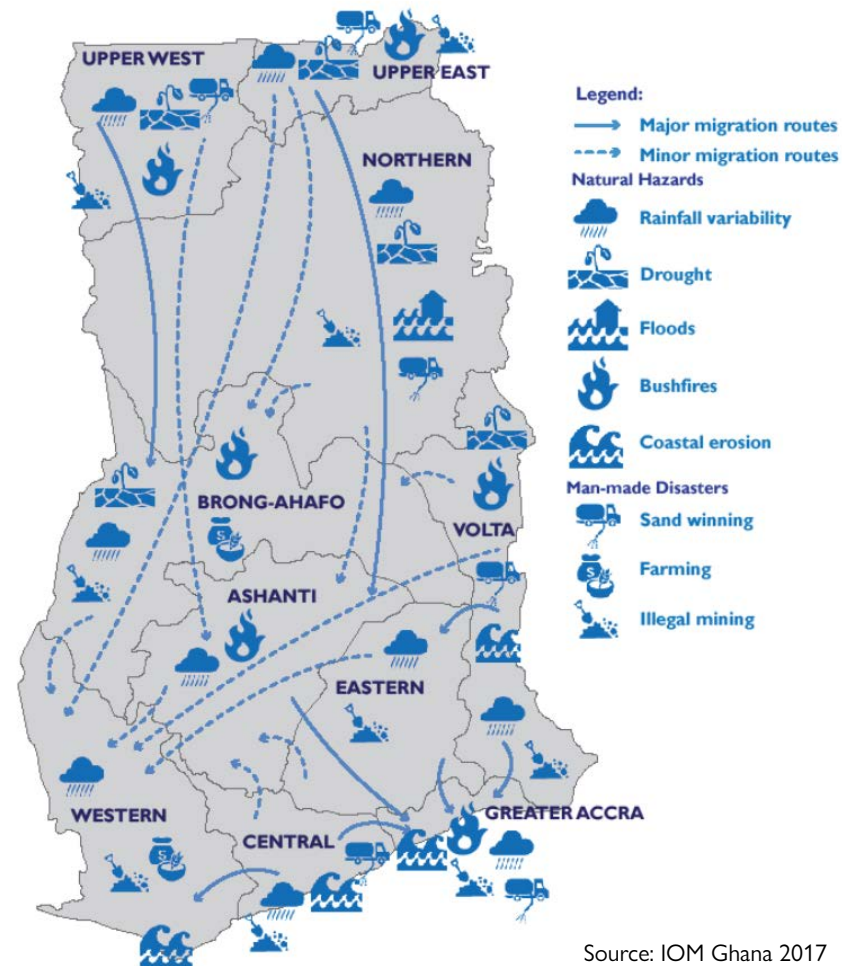 UPPER WEST
UPPER EAST
NORTHERN
BRONG-AHAFO
VOLTA
ASHANTI
EASTERN
WESTERN
GREATER ACCRA
CENTRAL
Legend:
Major migration routes
Minor migration routes
Natural Hazards
Rainfall variability
Drought
Floods
Bushfires
Coastal erosion
Man-made Disasters
Sand winning
Farming
Illegal mining
Source: IOM Ghana 2017